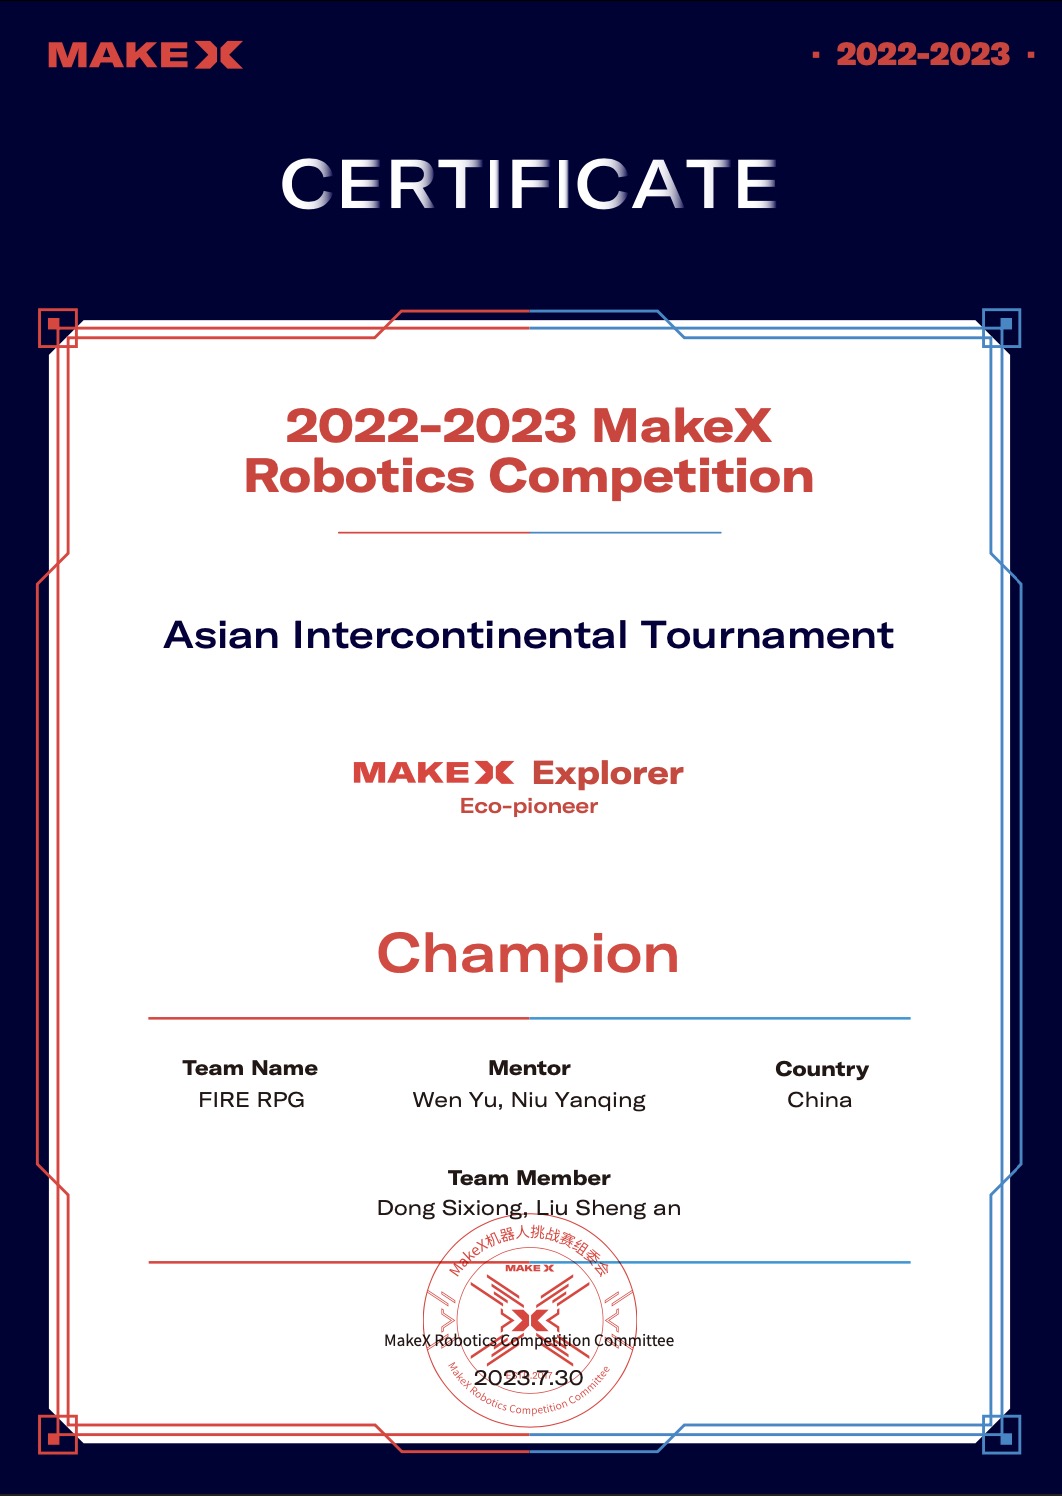 MAKEX
· 2022-2023 ·
CERTIFICATE
2022-2023 MakeX
Robotics Competition
Asian Intercontinental Tournament
MAKEX Explorer
Eco-pioneer
Champion
Team Name
FIRE RPG
Mentor
Wen Yu, Niu Yanqing
Country
China
Team Member
Dong Sixiong, Liu Sheng an
MakeX机器人挑战赛组委会
MAKEX
MakeX Robotics Competition Committee
2023.7.30
MakeX Robotics Competition Committee